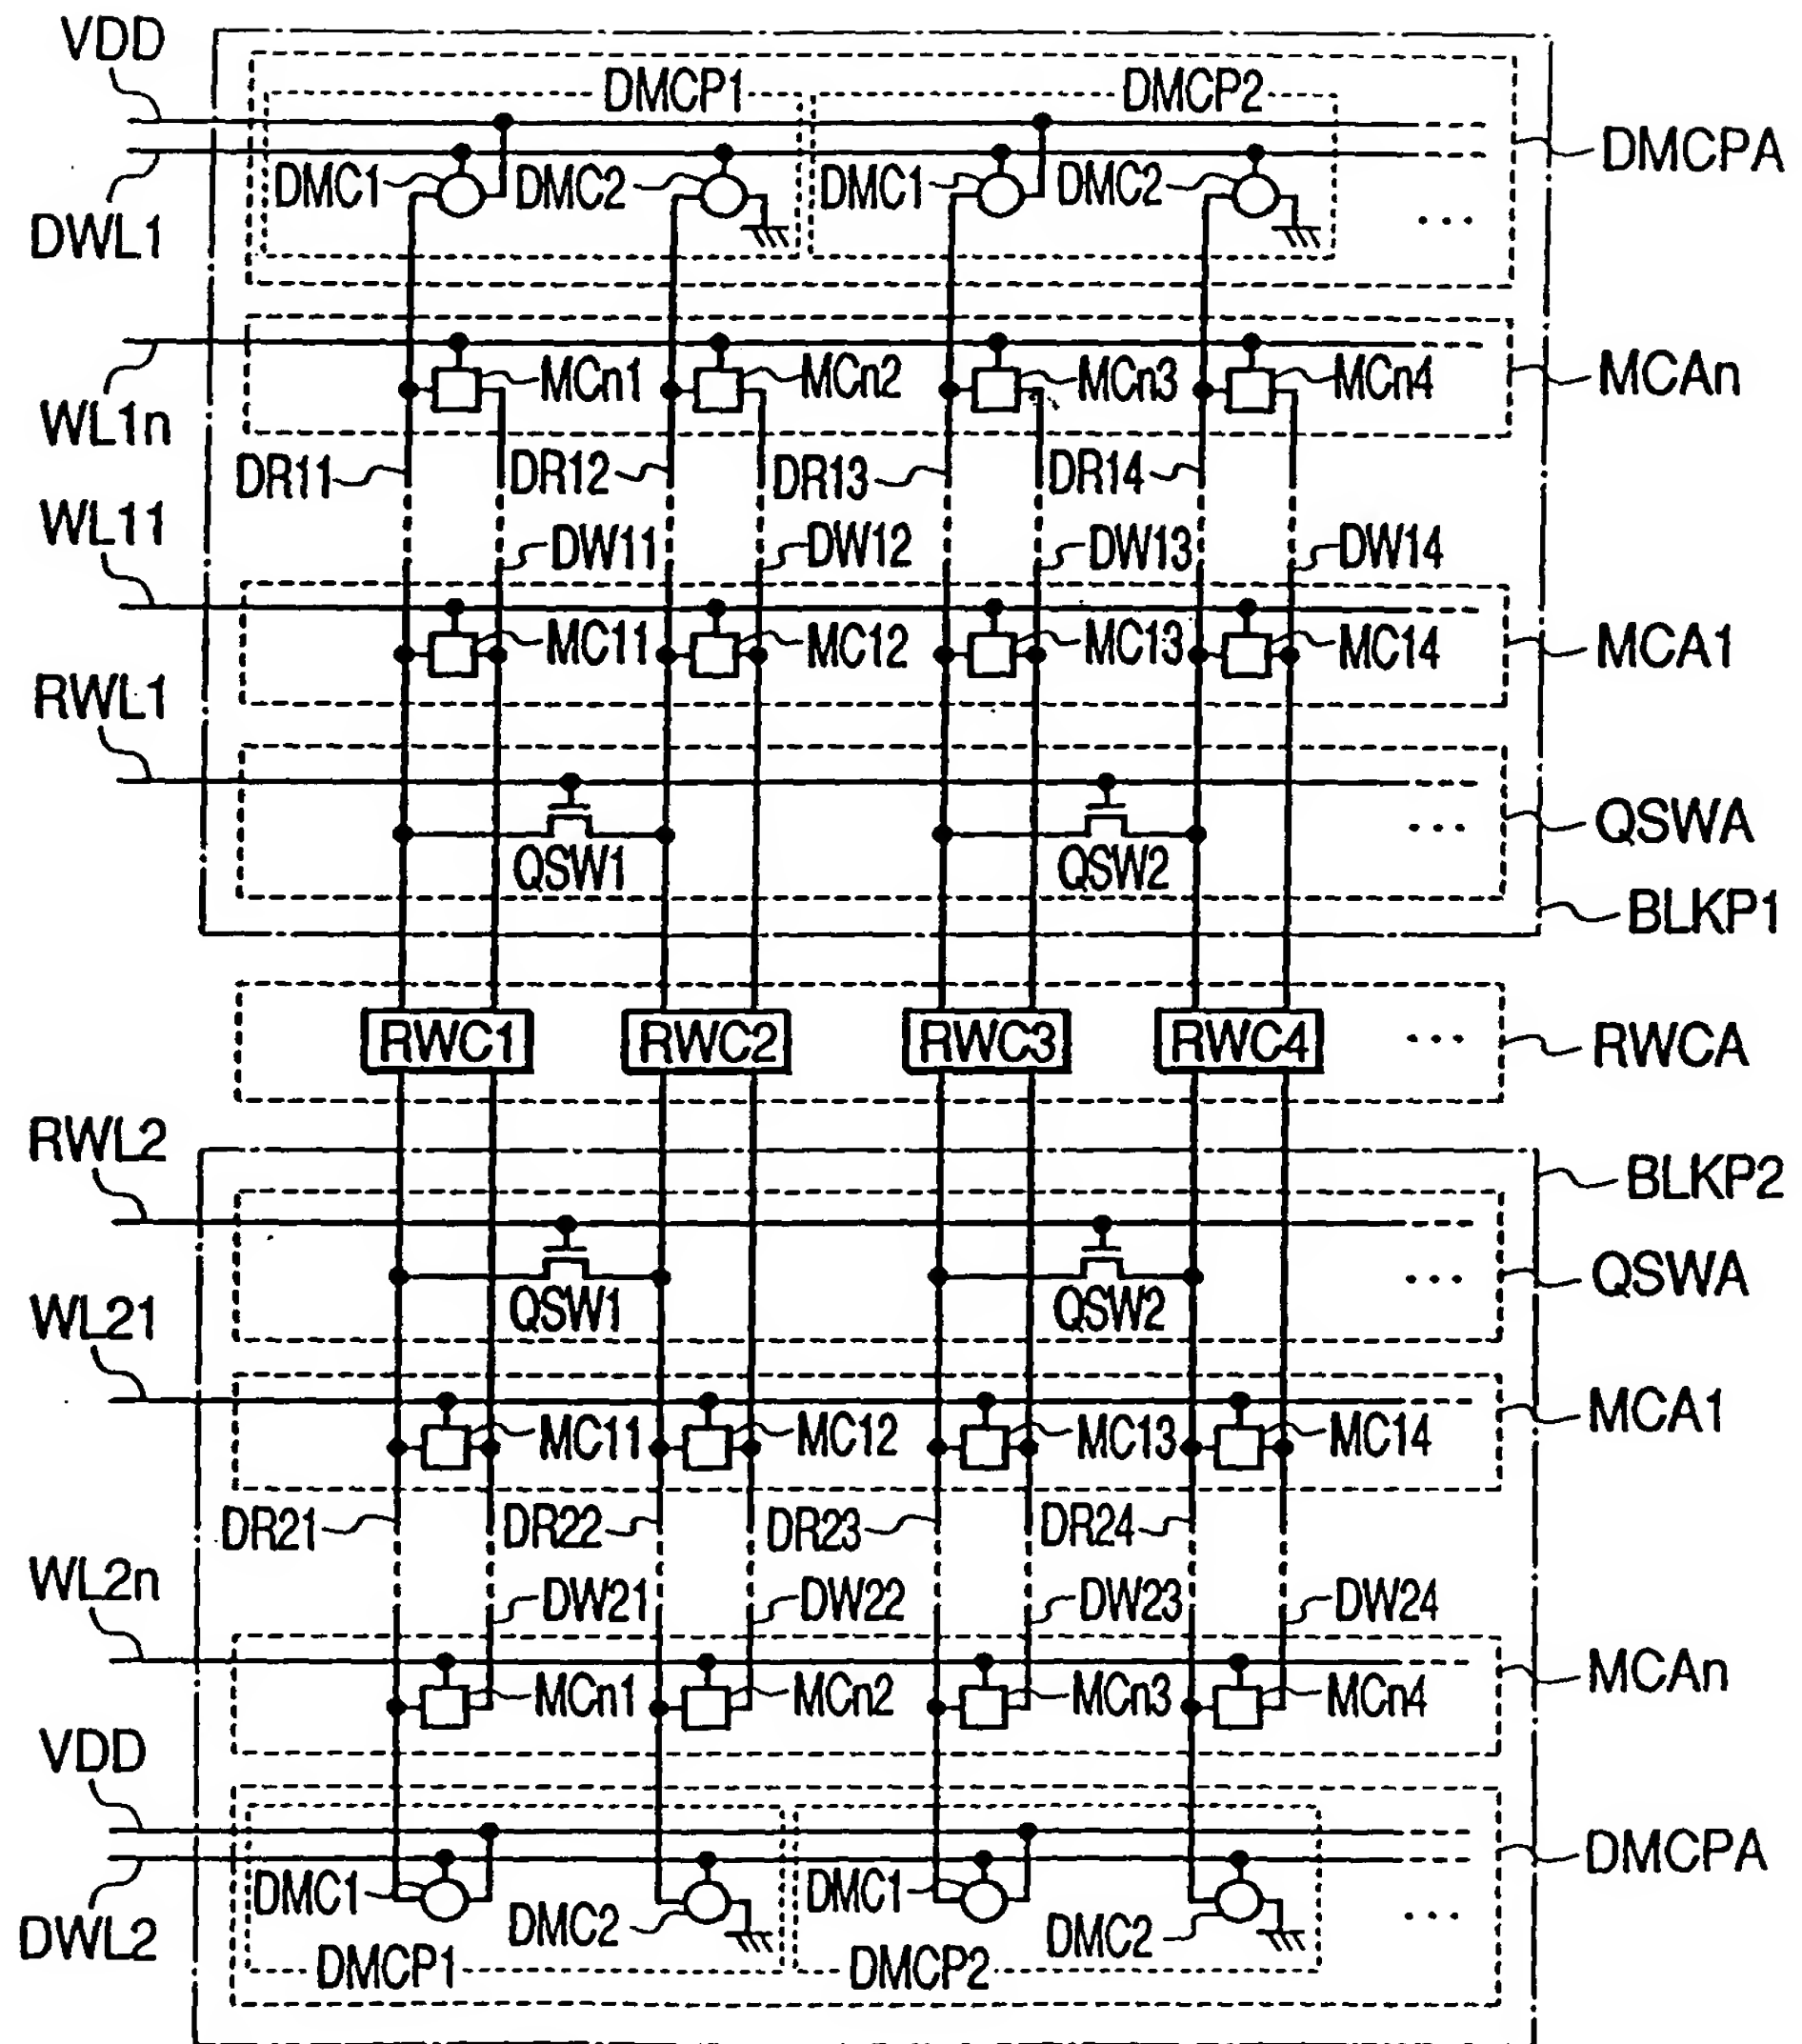 VDD
DMCP1 DMCP2
DMCPA
DMC1 DMC2 DMC1 DMC2
DWL1
...
MCn1 MCn2 MCn3 MCn4
MCAn
WL1n
DR11 DR12 DR13 DR14
WL11
DW11 DW12 DW13 DW14
MC11 MC12 MC13 MC14
MCA1
RWL1
QSW1 QSW2
...
QSWA
BLKP1
RWC1 RWC2 RWC3 RWC4
...
RWCA
RWL2
BLKP2
QSW1 QSW2
...
QSWA
WL21
MC11 MC12 MC13 MC14
MCA1
DR21 DR22 DR23 DR24
WL2n
DW21 DW22 DW23 DW24
MCn1 MCn2 MCn3 MCn4
MCAn
VDD
DMCPA
DMC1 DMC2 DMC1 DMC2
...
DWL2
DMCP1 DMCP2